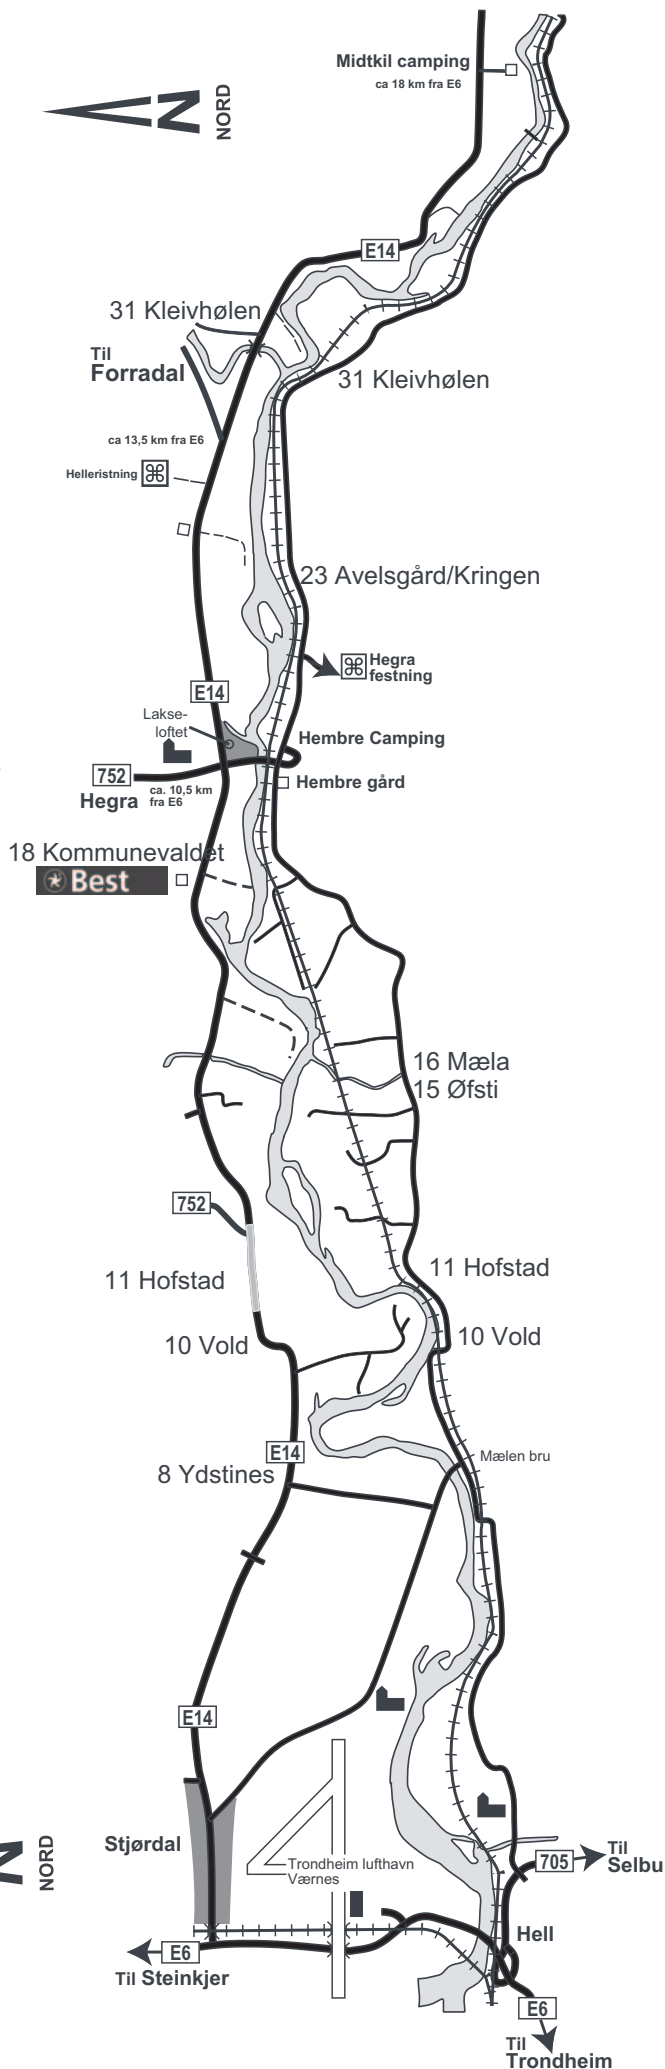 Midtkil camping
ca 18 km fra E6
N
NORD
E14
31 Kleivhølen
Til
Forradal
31 Kleivhølen
ca 13,5 km fra E6
Helleristning
23 Avelsgård/Kringen
Hegra
festning
E14
Lakse-
loftet
Hembre Camping
752
Hegra
ca. 10,5 km
fra E6
Hembre gård
18 Kommunevaldet
Best
16 Mæla
15 Øfsti
752
11 Hofstad
11 Hofstad
10 Vold
10 Vold
E14
Mælen bru
8 Ydstines
E14
Stjørdal
N
NORD
Trondheim lufthavn
Værnes
705
Til
Selbu
Hell
E6
Til Steinkjer
E6
Til
Trondheim